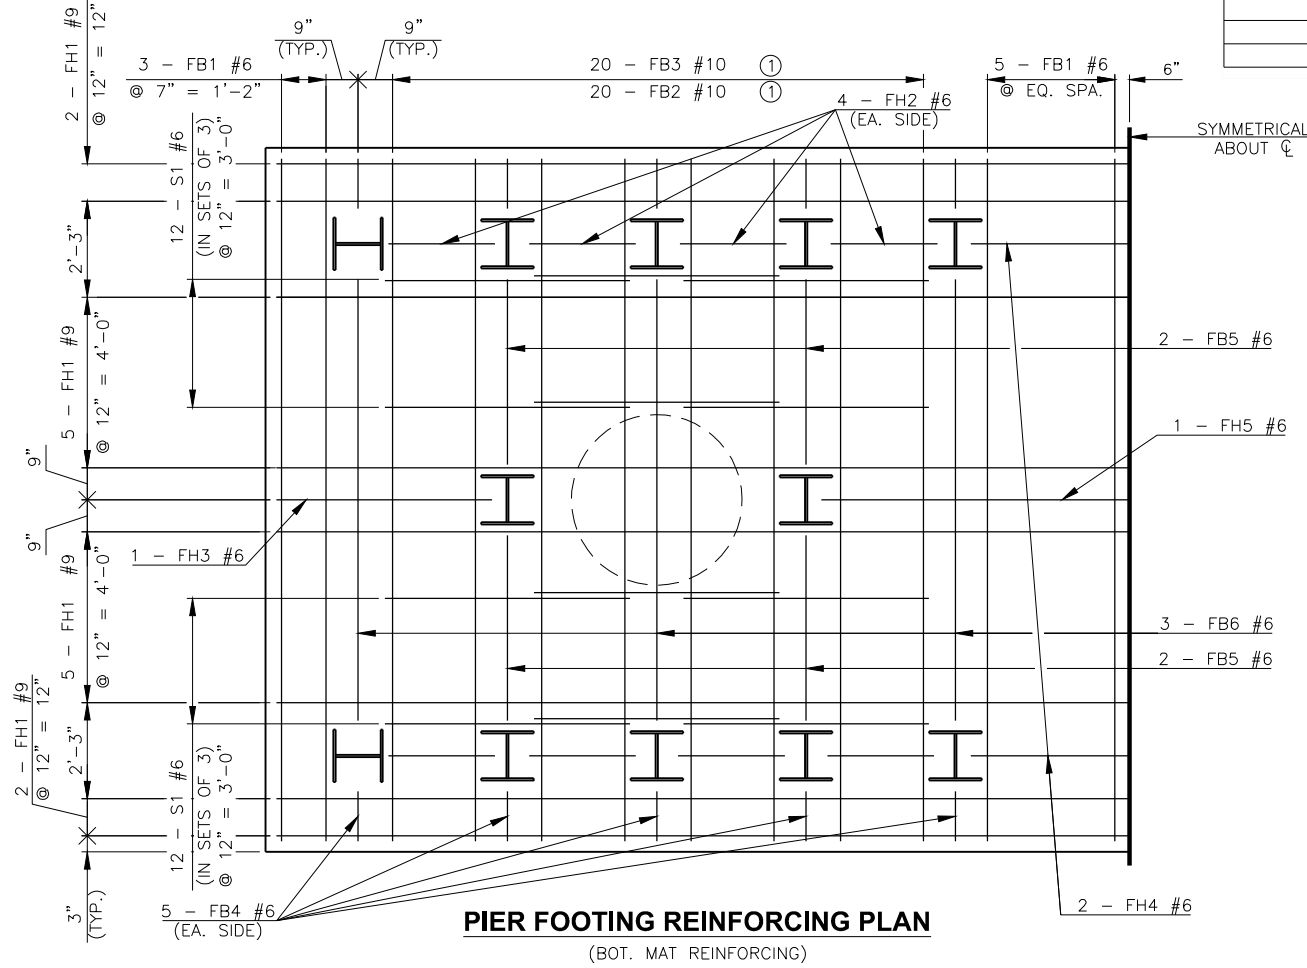 2 - FH1 #9
@ 12" = 12"
3 - FB1 #6
@ 7" = 1'-2"
9"
(TYP.)
9"
(TYP.)
20 - FB3 #10 1
20 - FB2 #10 1
5 - FB1 #6
@ EQ. SPA.
6"
4 - FH2 #6
(EA. SIDE)
SYMMETRICAL
ABOUT ℄
12 - S1 #6
(IN SETS OF 3)
@ 12" = 3'-0"
2'-3"
5 - FH1 #9
@ 12" = 4'-0"
2 - FB5 #6
1 - FH5 #6
9"
9"
1 - FH3 #6
5 - FH1 #9
@ 12" = 4'-0"
3 - FB6 #6
2 - FB5 #6
2 - FH1 #9
@ 12" = 12"
2'-3"
12 - S1 #6
(IN SETS OF 3)
@ 12" = 3'-0"
3"
(TYP.)
5 - FB4 #6
(EA. SIDE)
2 - FH4 #6
PIER FOOTING REINFORCING PLAN
(BOT. MAT REINFORCING)